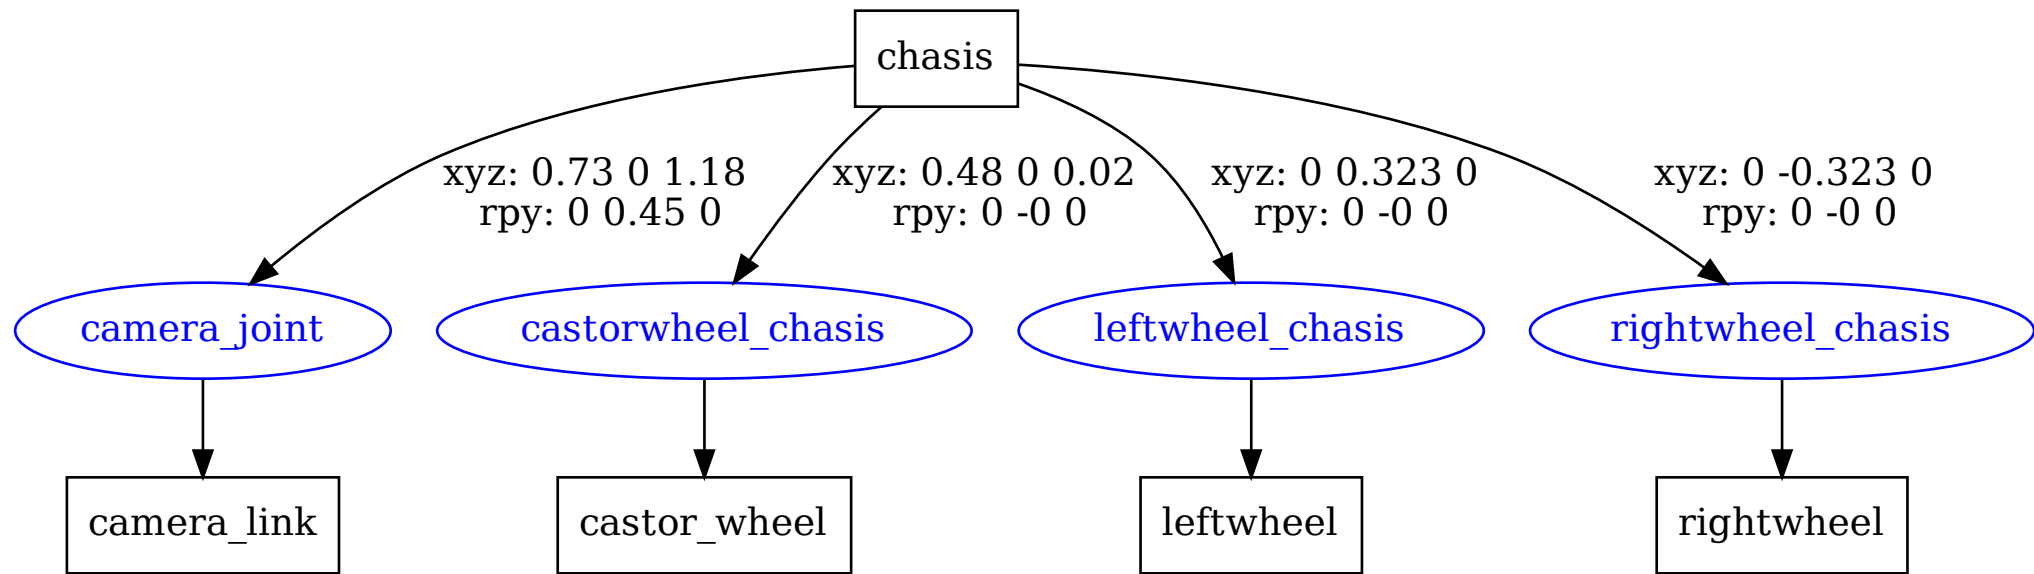 chasis
xyz: 0.73 0 1.18
rpy: 0 0.45 0
xyz: 0.48 0 0.02
rpy: 0 -0 0
xyz: 0 0.323 0
rpy: 0 -0 0
xyz: 0 -0.323 0
rpy: 0 -0 0
camera_joint
castorwheel_chasis
leftwheel_chasis
rightwheel_chasis
camera_link
castor_wheel
leftwheel
rightwheel